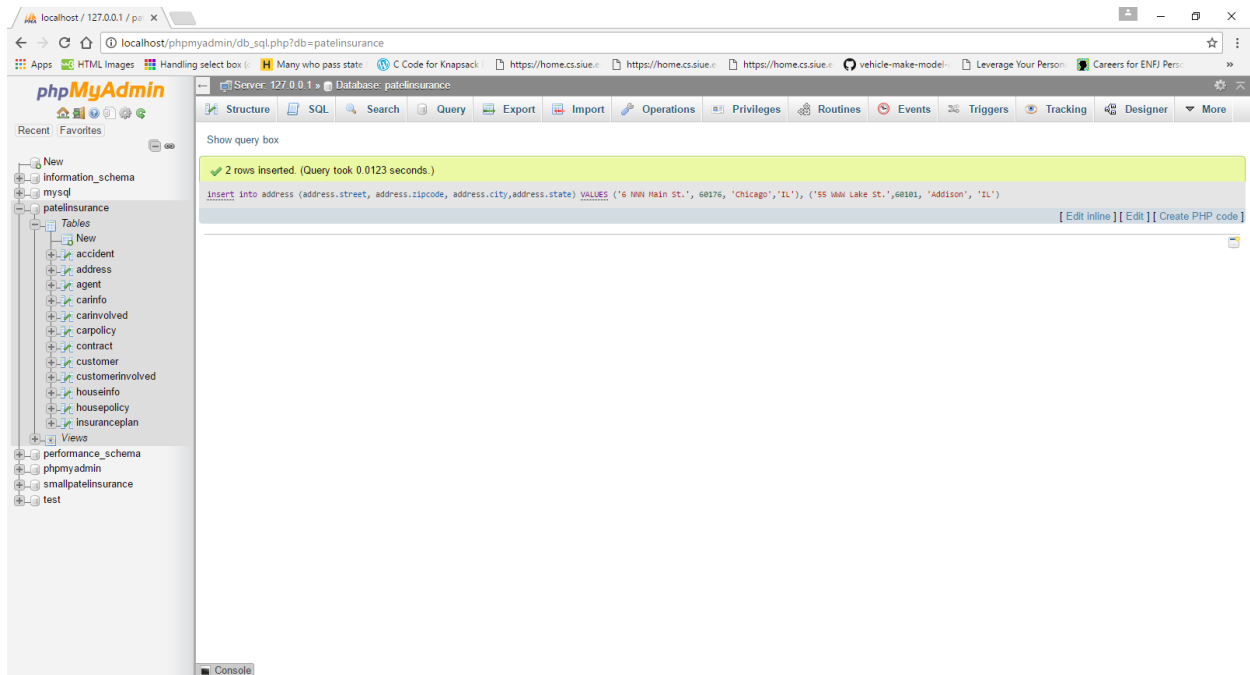 localhost / 127.0.0.1 / pa
localhost/phpmyadmin/db_sql.php?db=patelinsurance
Apps HTML Images Handling select box (c Many who pass state C Code for Knapsack https://home.cs.siue.e https://home.cs.siue.e https://home.cs.siue.e vehicle-make-model- Leverage Your Person Careers for ENFJ Pers »
phpMyAdmin
Recent Favorites
New
information_schema
mysql
patelinsurance
Tables
New
accident
address
agent
carinfo
carinvolved
carpolicy
contract
customer
customerinvolved
houseinfo
housepolicy
insuranceplan
Views
performance_schema
phpmyadmin
smallpatelinsurance
test
Server: 127.0.0.1 » Database: patelinsurance
Structure SQL Search Query Export Import Operations Privileges Routines Events Triggers Tracking Designer More
Show query box
2 rows inserted. (Query took 0.0123 seconds.)
insert into address (address.street, address.zipcode, address.city,address.state) VALUES ('6 NNN Main St.', 60176, 'Chicago','IL'), ('55 WWW Lake St.',60101, 'Addison', 'IL')
[ Edit inline ] [ Edit ] [ Create PHP code ]
Console